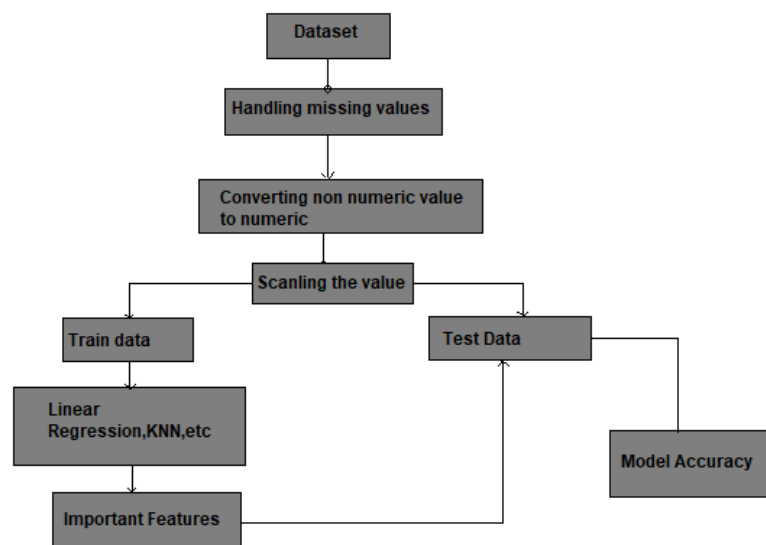 Dataset
Handling missing values
Converting non numeric value
to numeric
Scanling the value
Train data
Test Data
Linear
Regression,KNN,etc
Model Accuracy
Important Features